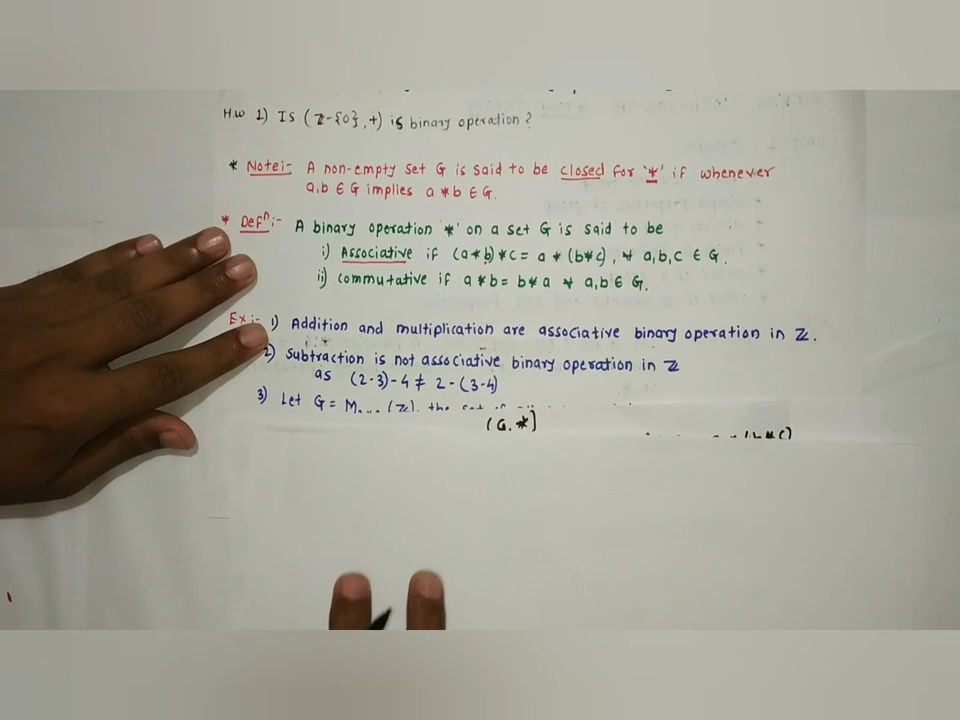 H.W 1) IS (Z-{0}, +) is binary operation?
* Note:- A non-empty set G is said to be closed for '*' if whenever
a,b ∈ G implies a * b ∈ G.
* Defⁿ:- A binary operation '*' on a set G is said to be
i) Associative if (a*b)*c = a * (b*c), ∀ a,b,c ∈ G.
ii) commutative if a*b = b*a ∀ a,b ∈ G.
Ex:- 1) Addition and multiplication are associative binary operation in Z.
2) Subtraction is not associative binary operation in Z
as (2-3)-4 ≠ 2-(3-4)
3) Let G = M (Z), the set of
(G.*]